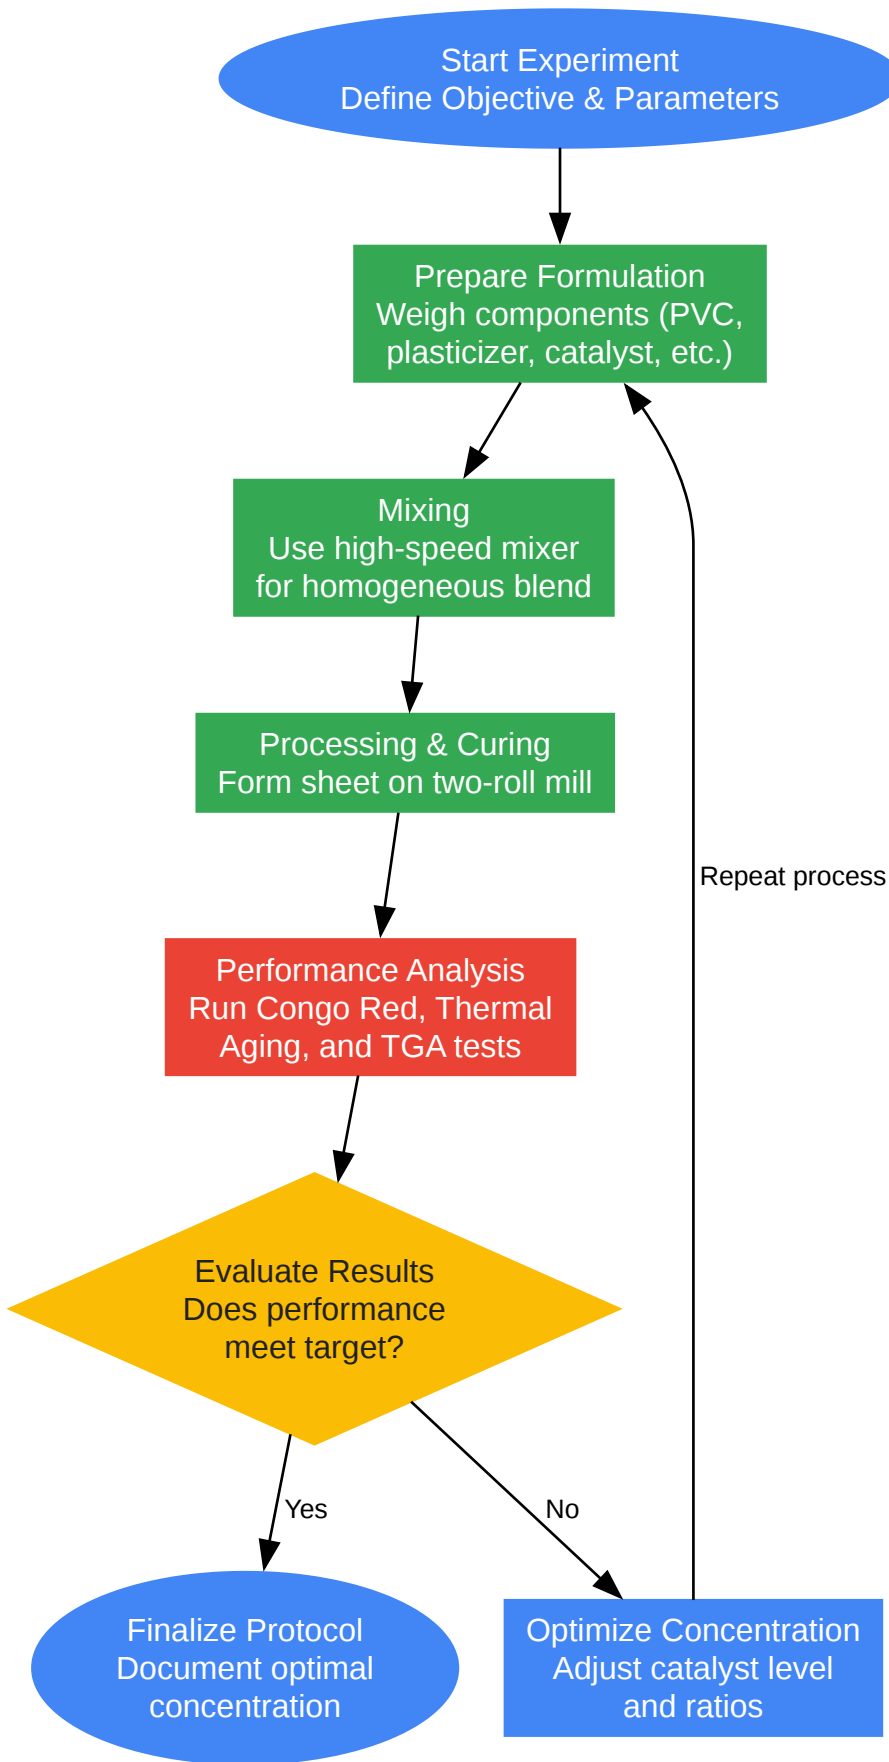 Start Experiment
Define Objective & Parameters
Prepare Formulation
Weigh components (PVC,
plasticizer, catalyst, etc.)
Mixing
Use high-speed mixer
for homogeneous blend
Processing & Curing
Form sheet on two-roll mill
Repeat process
Performance Analysis
Run Congo Red, Thermal
Aging, and TGA tests
Evaluate Results
Does performance
meet target?
Yes
No
Finalize Protocol
Document optimal
concentration
Optimize Concentration
Adjust catalyst level
and ratios